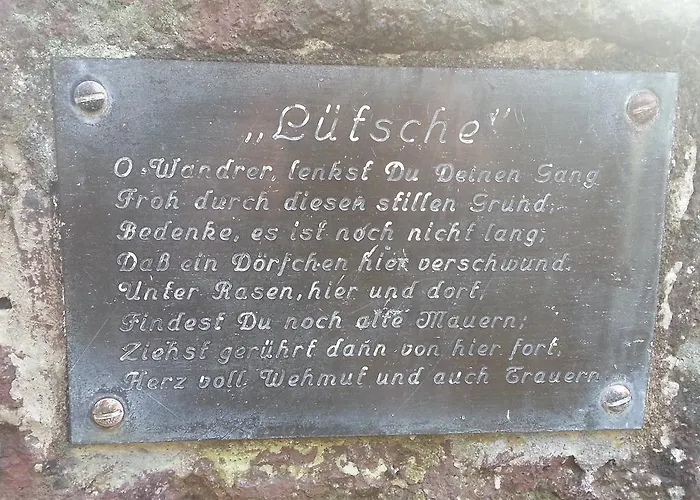 „Lütsche"
O Wandrer, lenkst Du Deinen Gang
Froh durch diesen stillen Grund,
Bedenke, es ist noch nicht lang,
Daß ein Dörfchen hier verschwund.
Unter Rasen, hier und dort,
Findest Du noch alte Mauern;
Ziehst gerührt dann von hier fort,
Herz voll Wehmut und auch Trauern